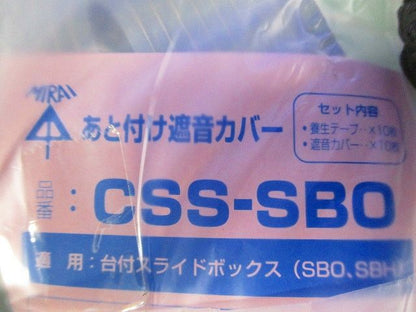 MIRAI
あと付け遮音カバー
セット内容
・養生テープ‥×10枚
・遮音カバー‥×10枚
品番：CSS-SBO
適 用：台付スライドボックス（SBO、SBH）